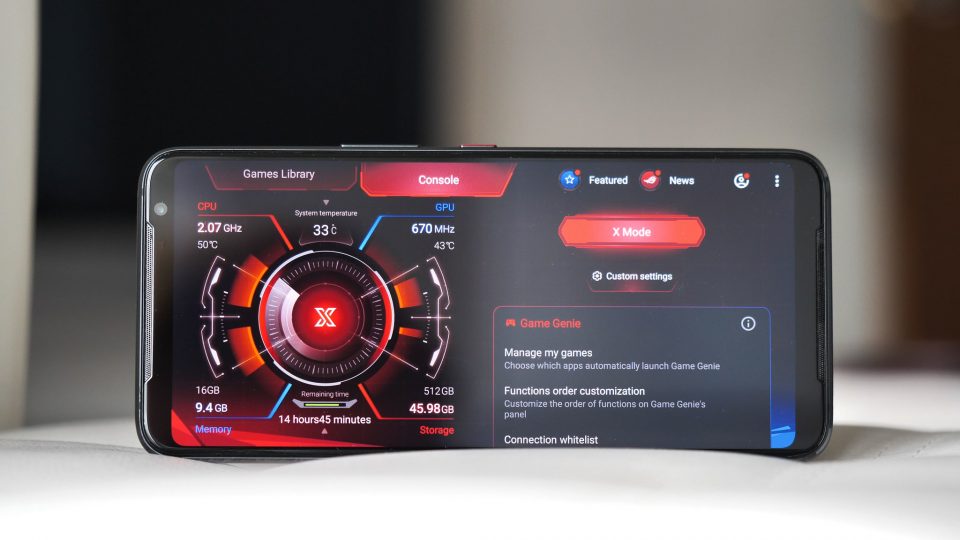 Games Library
Console
Featured
News
CPU
2.07 GHz
50℃
System temperature
33℃
GPU
670 MHz
43℃
X Mode
Custom settings
X
Game Genie
Manage my games
Choose which apps automatically launch Game Genie
Functions order customization
Customize the order of functions on Game Genie's
panel
Connection whitelist
16GB
9.4 GB
Memory
Remaining time
14 hours45 minutes
512GB
45.98GB
Storage